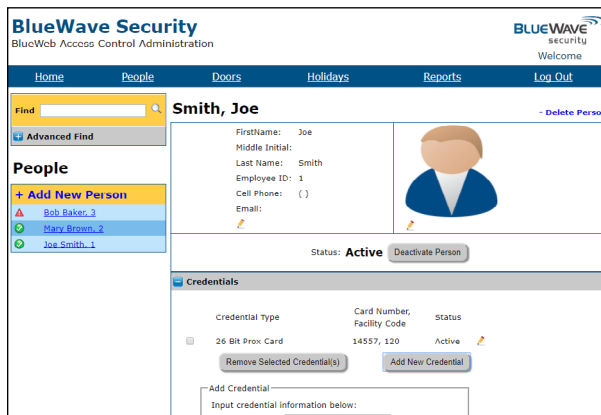 BlueWave Security
BlueWeb Access Control Administration
BLUEWAVE
security
Welcome
Home People Doors Holidays Reports Log Out
Find
Advanced Find
People
+ Add New Person
Bob Baker, 3
Mary Brown, 2
Joe Smith, 1
Smith, Joe
- Delete Perso
FirstName: Joe
Middle Initial:
Last Name: Smith
Employee ID: 1
Cell Phone: ( )
Email:
Status: Active Deactivate Person
Credentials
Credential Type Card Number, Facility Code Status
26 Bit Prox Card 14557, 120 Active
Remove Selected Credential(s) Add New Credential
Add Credential
Input credential information below: